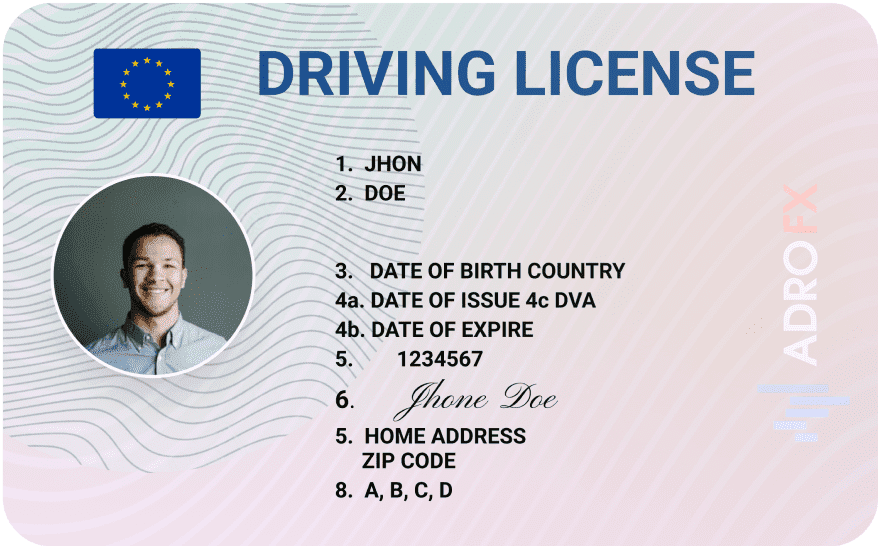 DRIVING LICENSE
1. JHON
2. DOE
3. DATE OF BIRTH COUNTRY
4a. DATE OF ISSUE 4c DVA
4b. DATE OF EXPIRE
5. 1234567
6. Jhone Doe
5. HOME ADDRESS
ZIP CODE
8. A, B, C, D
ADROFX